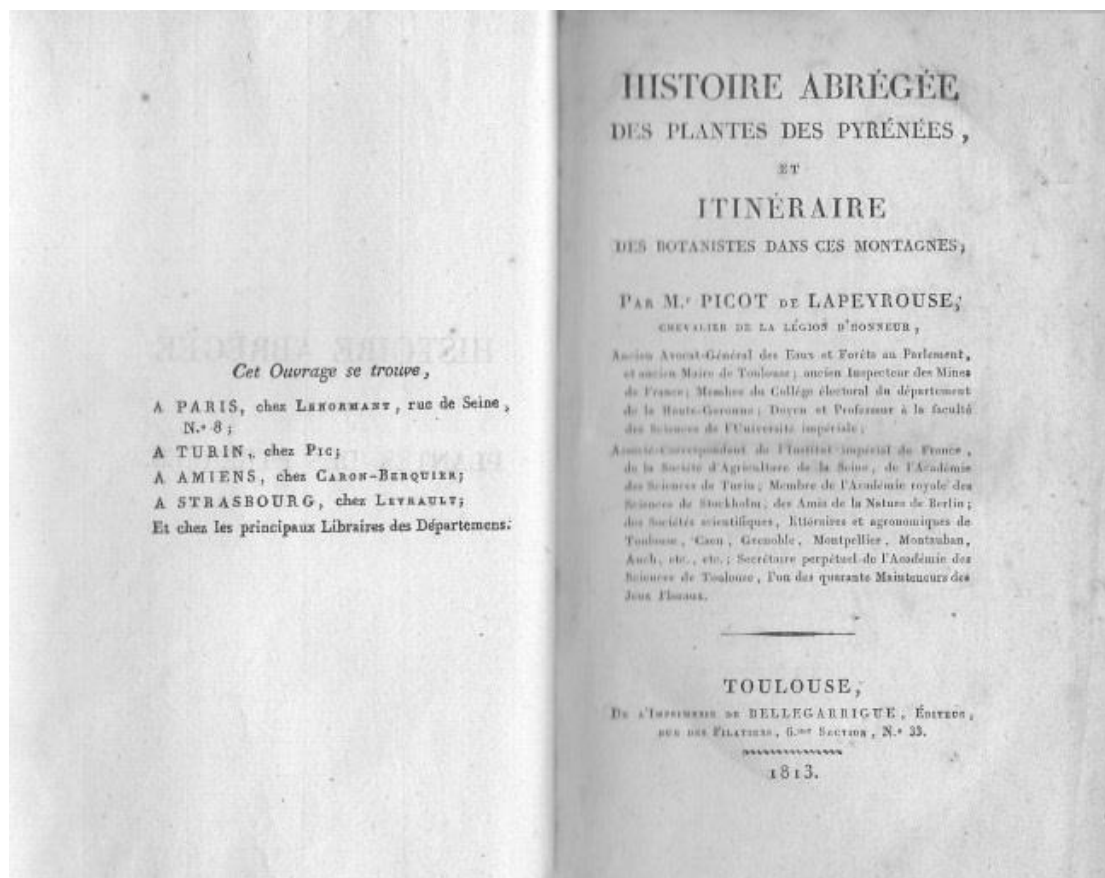 Cet Ouvrage se trouve,
A PARIS, chez LENORMANT, rue de Seine,
N.º 8;
A TURIN, chez PIC;
A AMIENS, chez CARON-BERQUIER;
A STRASBOURG, chez LEVRAULT;
Et chez les principaux Libraires des Départemens.
HISTOIRE ABRÉGÉE
DES PLANTES DES PYRÉNÉES,
ET
ITINÉRAIRE
DES BOTANISTES DANS CES MONTAGNES;
PAR M.r PICOT DE LAPEYROUSE,
CHEVALIER DE LA LÉGION D'HONNEUR,
Ancien Avocat-Général des Eaux et Forêts au Parlement,
et ancien Maire de Toulouse; ancien Inspecteur des Mines
de France; Membre du Collége électoral du département
de la Haute-Garonne; Doyen et Professeur à la faculté
des Sciences de l'Université impériale;
Associé-Correspondant de l'Institut impérial de France,
de la Société d'Agriculture de la Seine, de l'Académie
des Sciences de Turin; Membre de l'Académie royale des
Sciences de Stockholm, des Amis de la Nature de Berlin;
des Sociétés scientifiques, littéraires et agronomiques de
Toulouse, Caen, Grenoble, Montpellier, Montauban,
Auch, etc., etc.; Secrétaire perpétuel de l'Académie des
Sciences de Toulouse, l'un des quarante Mainteneurs des
Jeux Floraux.
TOULOUSE,
DE L'IMPRIMERIE DE BELLEGARRIGUE, ÉDITEUR,
RUE DES FILATIERS, 6.me SECTION, N.º 33.
1813.